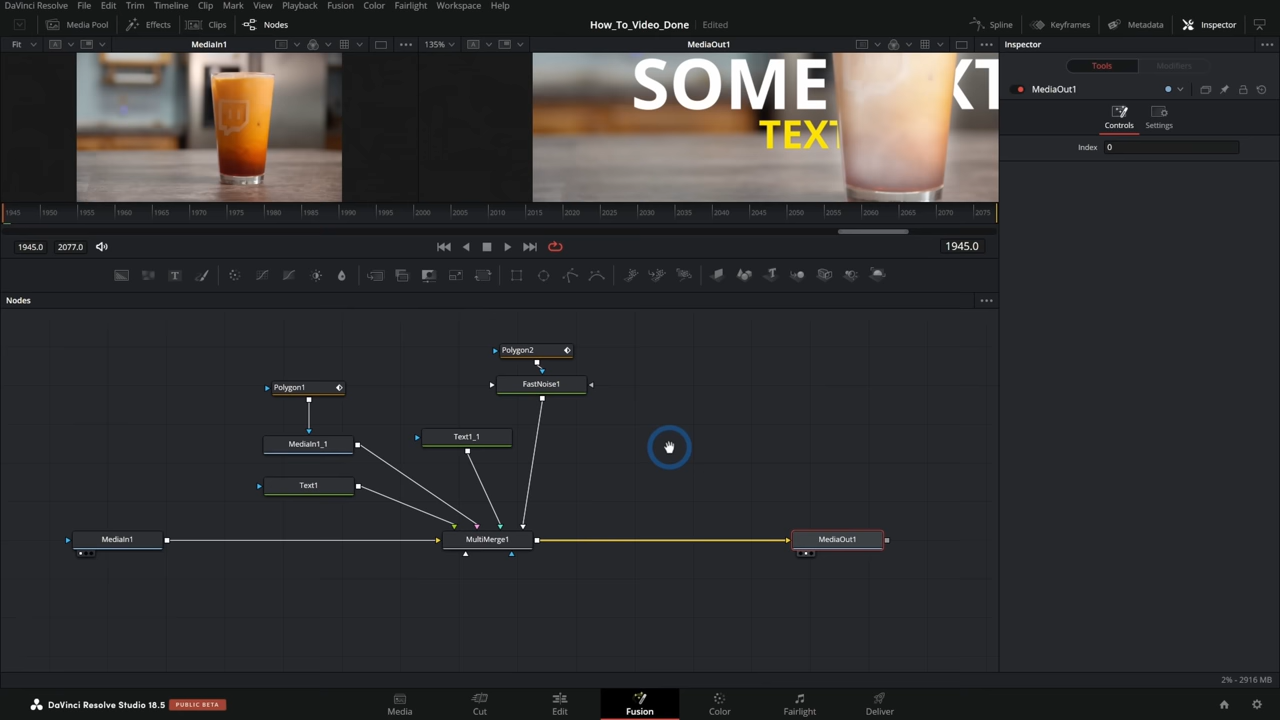 DaVinci Resolve File Edit Trim Timeline Clip Mark View Playback Fusion Color Fairlight Workspace Help
Media Pool Effects Clips Nodes How_To_Video_Done Edited Spline Keyframes Metadata Inspector
Fit MediaIn1 135% MediaOut1 Inspector
Tools Modifiers
MediaOut1
Controls Settings
Index 0
SOME
TEXT
1945 1950 1955 1960 1965 1970 1975 1980 1985 1990 1995 2000 2005 2010 2015 2020 2025 2030 2035 2040 2045 2050 2055 2060 2065 2070 2075
1945.0 2077.0 1945.0
Nodes
Polygon2
Polygon1 FastNoise1
MediaIn1_1 Text1_1
Text1
MediaIn1 MultiMerge1 MediaOut1
2% - 2916 MB
DaVinci Resolve Studio 18.5 PUBLIC BETA Media Cut Edit Fusion Color Fairlight Deliver